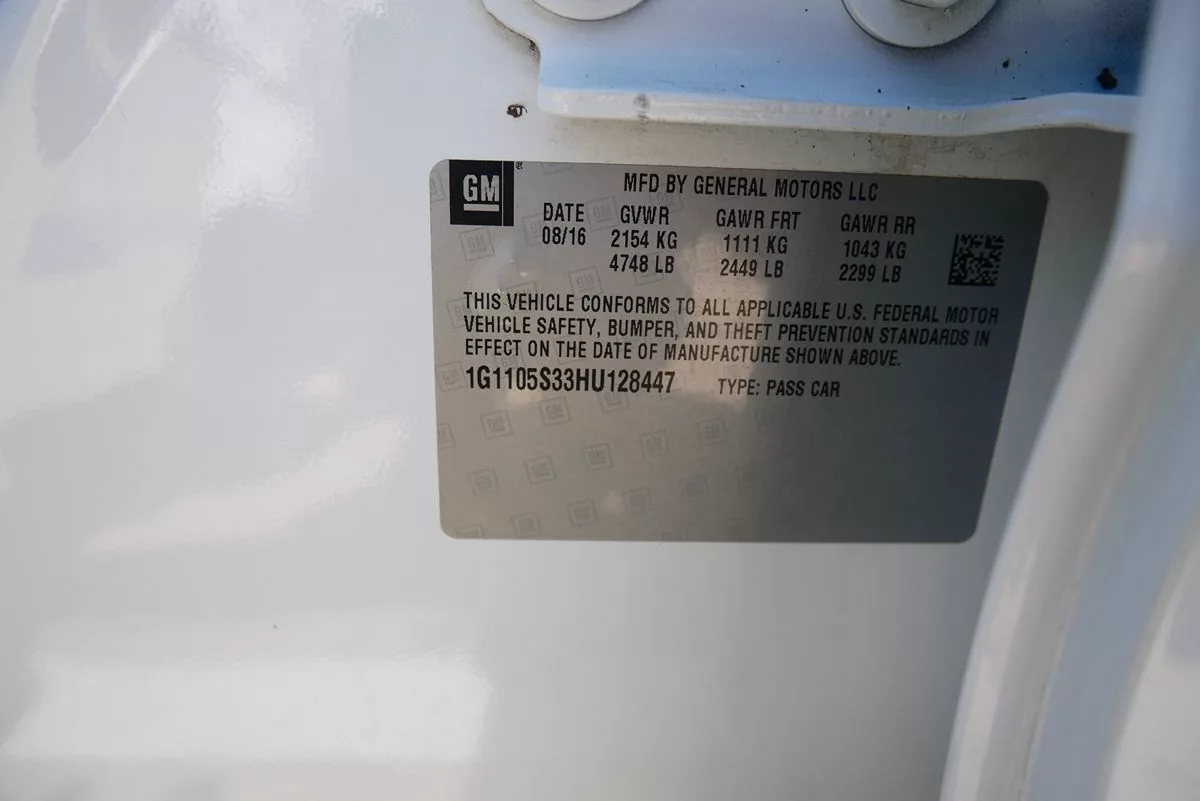 GM ®
MFD BY GENERAL MOTORS LLC
DATE GVWR GAWR FRT GAWR RR
08/16 2154 KG 1111 KG 1043 KG
4748 LB 2449 LB 2299 LB
THIS VEHICLE CONFORMS TO ALL APPLICABLE U.S. FEDERAL MOTOR
VEHICLE SAFETY, BUMPER, AND THEFT PREVENTION STANDARDS IN
EFFECT ON THE DATE OF MANUFACTURE SHOWN ABOVE.
1G1105S33HU128447 TYPE: PASS CAR